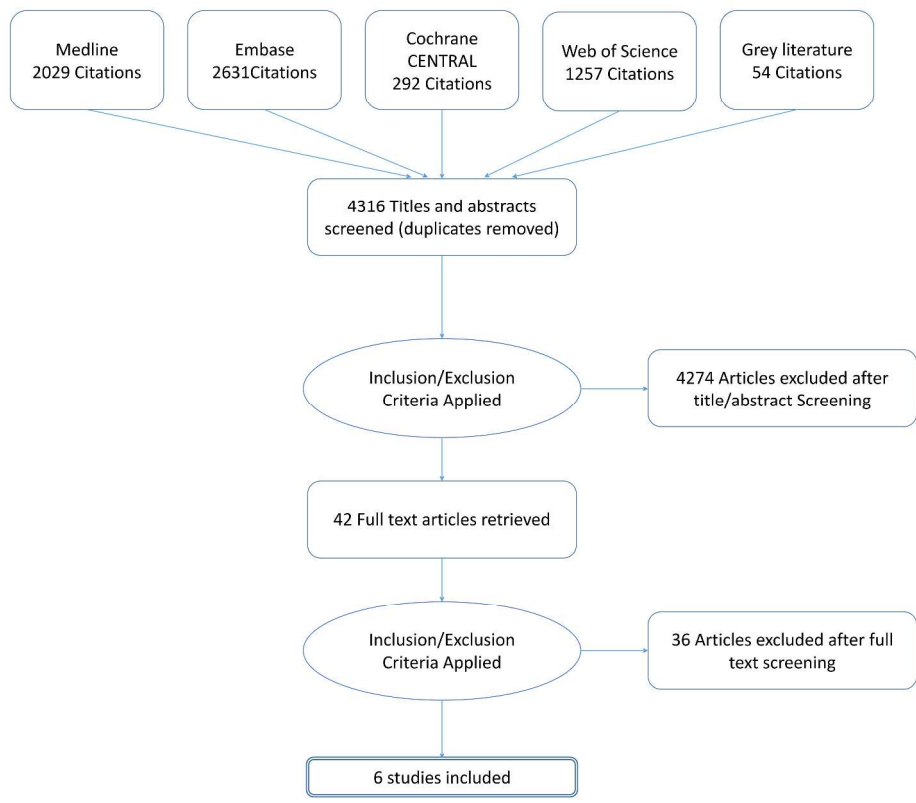 Medline
2029 Citations
Embase
2631Citations
Cochrane
CENTRAL
292 Citations
Web of Science
1257 Citations
Grey literature
54 Citations
4316 Titles and abstracts
screened (duplicates removed)
Inclusion/Exclusion
Criteria Applied
4274 Articles excluded after
title/abstract Screening
42 Full text articles retrieved
Inclusion/Exclusion
Criteria Applied
36 Articles excluded after full
text screening
6 studies included